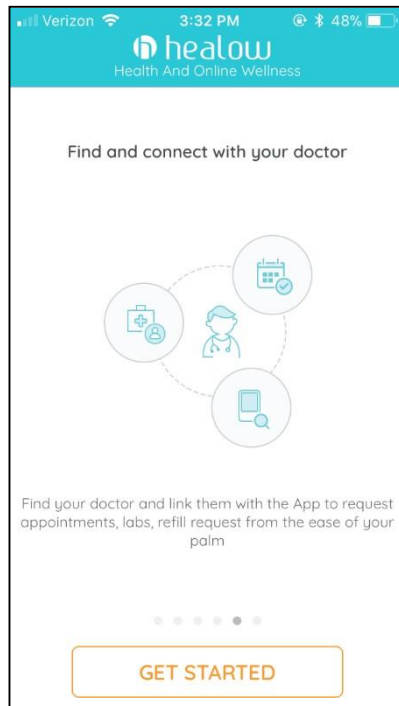 Verizon 3:32 PM 48%
healow
Health And Online Wellness
Find and connect with your doctor
Find your doctor and link them with the App to request
appointments, labs, refill request from the ease of your
palm
GET STARTED